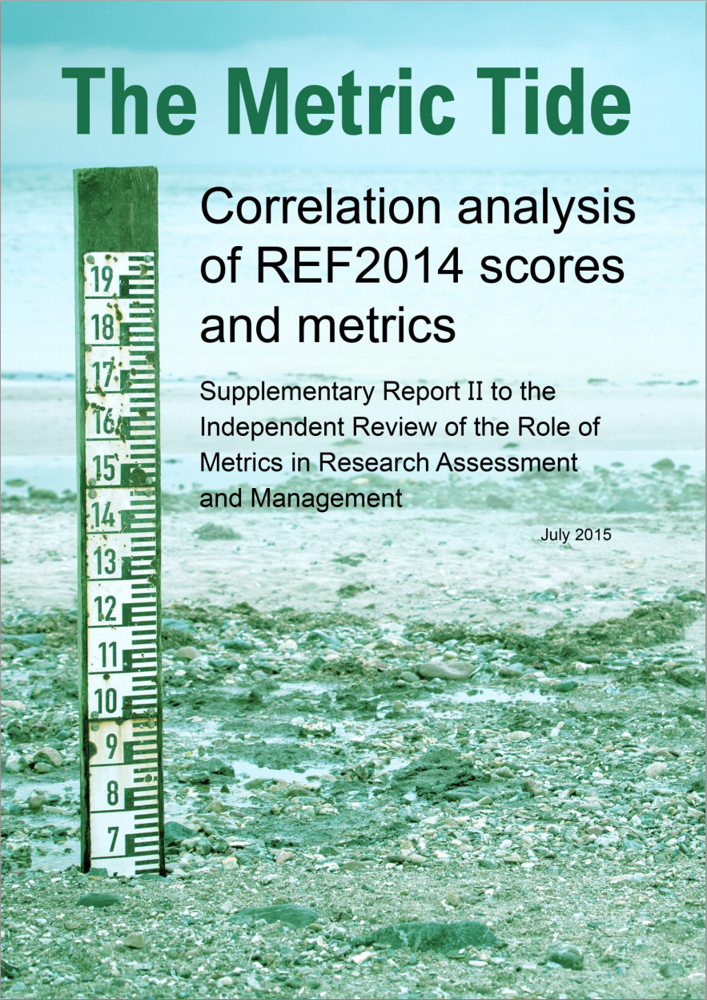 The Metric Tide
Correlation analysis
of REF2014 scores
and metrics
Supplementary Report II to the
Independent Review of the Role of
Metrics in Research Assessment
and Management
July 2015
19
18
17
16
15
14
13
12
11
10
9
8
7